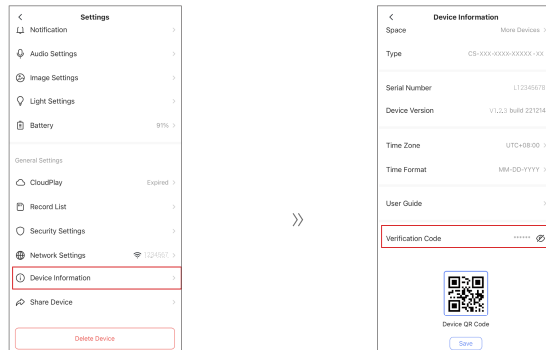 Settings
Notification
Audio Settings
Image Settings
Light Settings
Battery 91%
General Settings
CloudPlay Expired
Record List
Security Settings
Network Settings 1234567
Device Information
Share Device
Delete Device
Device Information
Space More Devices
Type CS-XXX-XXXX-XXXXX-XX
Serial Number L12345678
Device Version V1.2.3 build 221214
Time Zone UTC+08:00
Time Format MM-DD-YYYY
User Guide
Verification Code ******
Device QR Code
Save